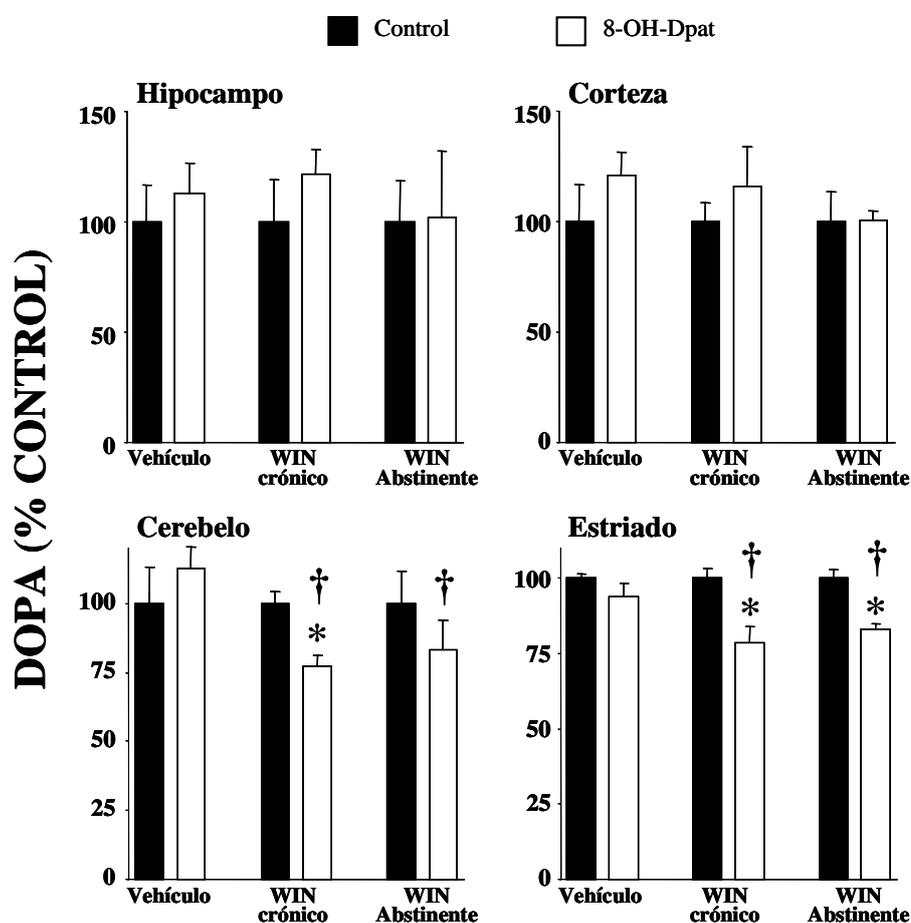 Control
8-OH-Dpat
DOPA (% CONTROL)
Hipocampo
150
100
50
0
Vehículo
WIN
crónico
WIN
Abstinente
Corteza
150
100
50
0
Vehículo
WIN
crónico
WIN
Abstinente
Cerebelo
100
75
50
25
0
†
*
†
Vehículo
WIN
crónico
WIN
Abstinente
Estriado
100
75
50
25
0
†
*
†
*
Vehículo
WIN
crónico
WIN
Abstinente